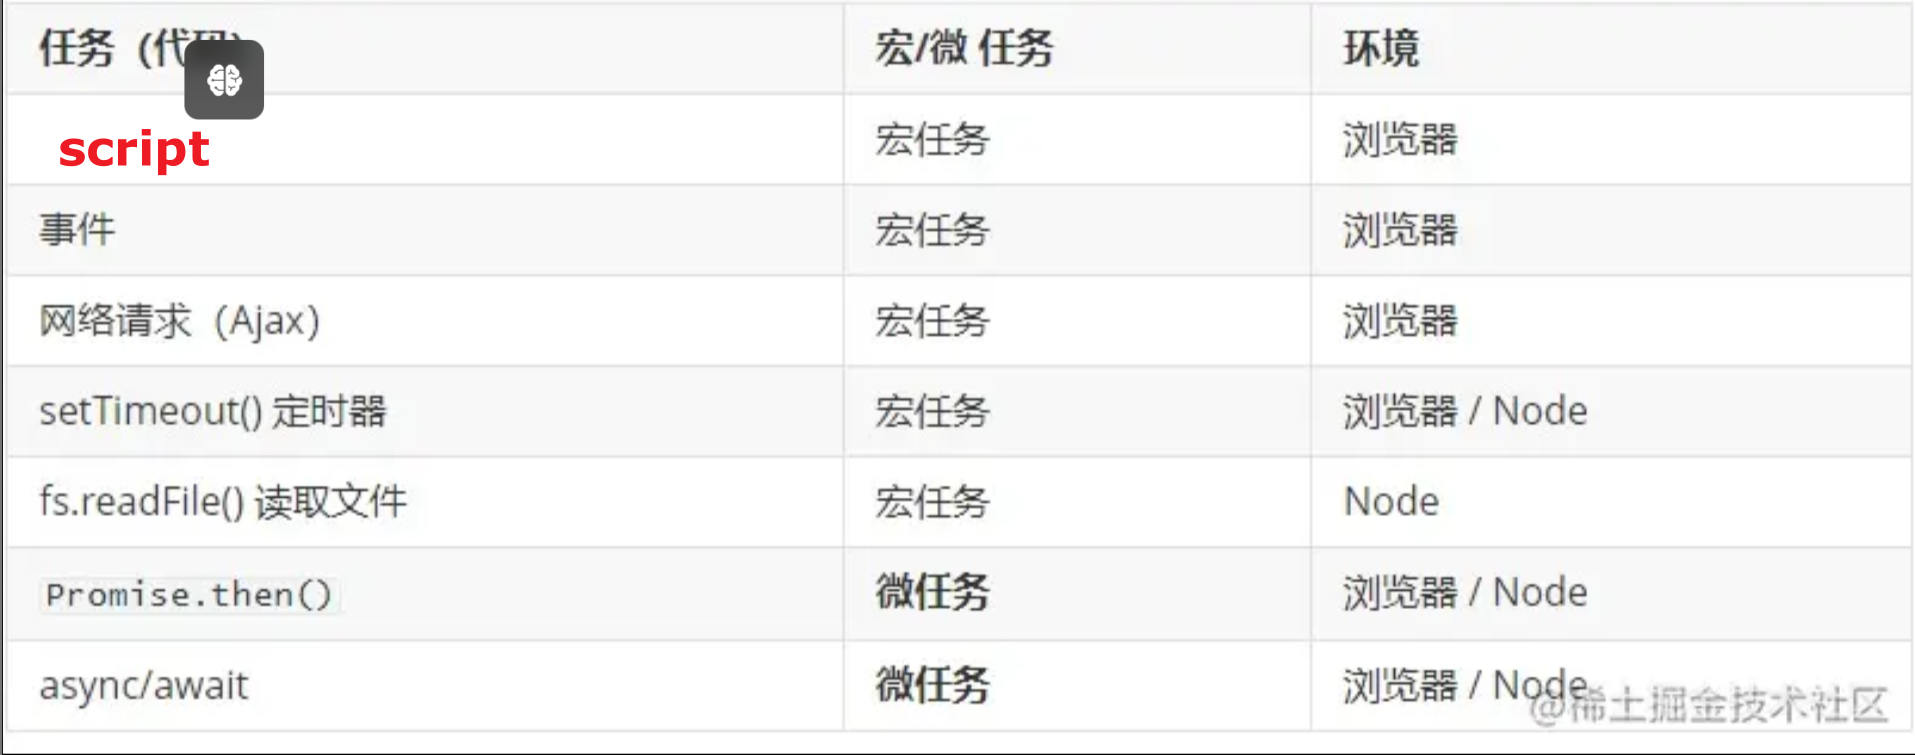 任务（代码）
宏/微 任务
环境
script
宏任务
浏览器
事件
宏任务
浏览器
网络请求（Ajax）
宏任务
浏览器
setTimeout() 定时器
宏任务
浏览器 / Node
fs.readFile() 读取文件
宏任务
Node
Promise.then()
微任务
浏览器 / Node
async/await
微任务
浏览器 / Node
@稀土掘金技术社区